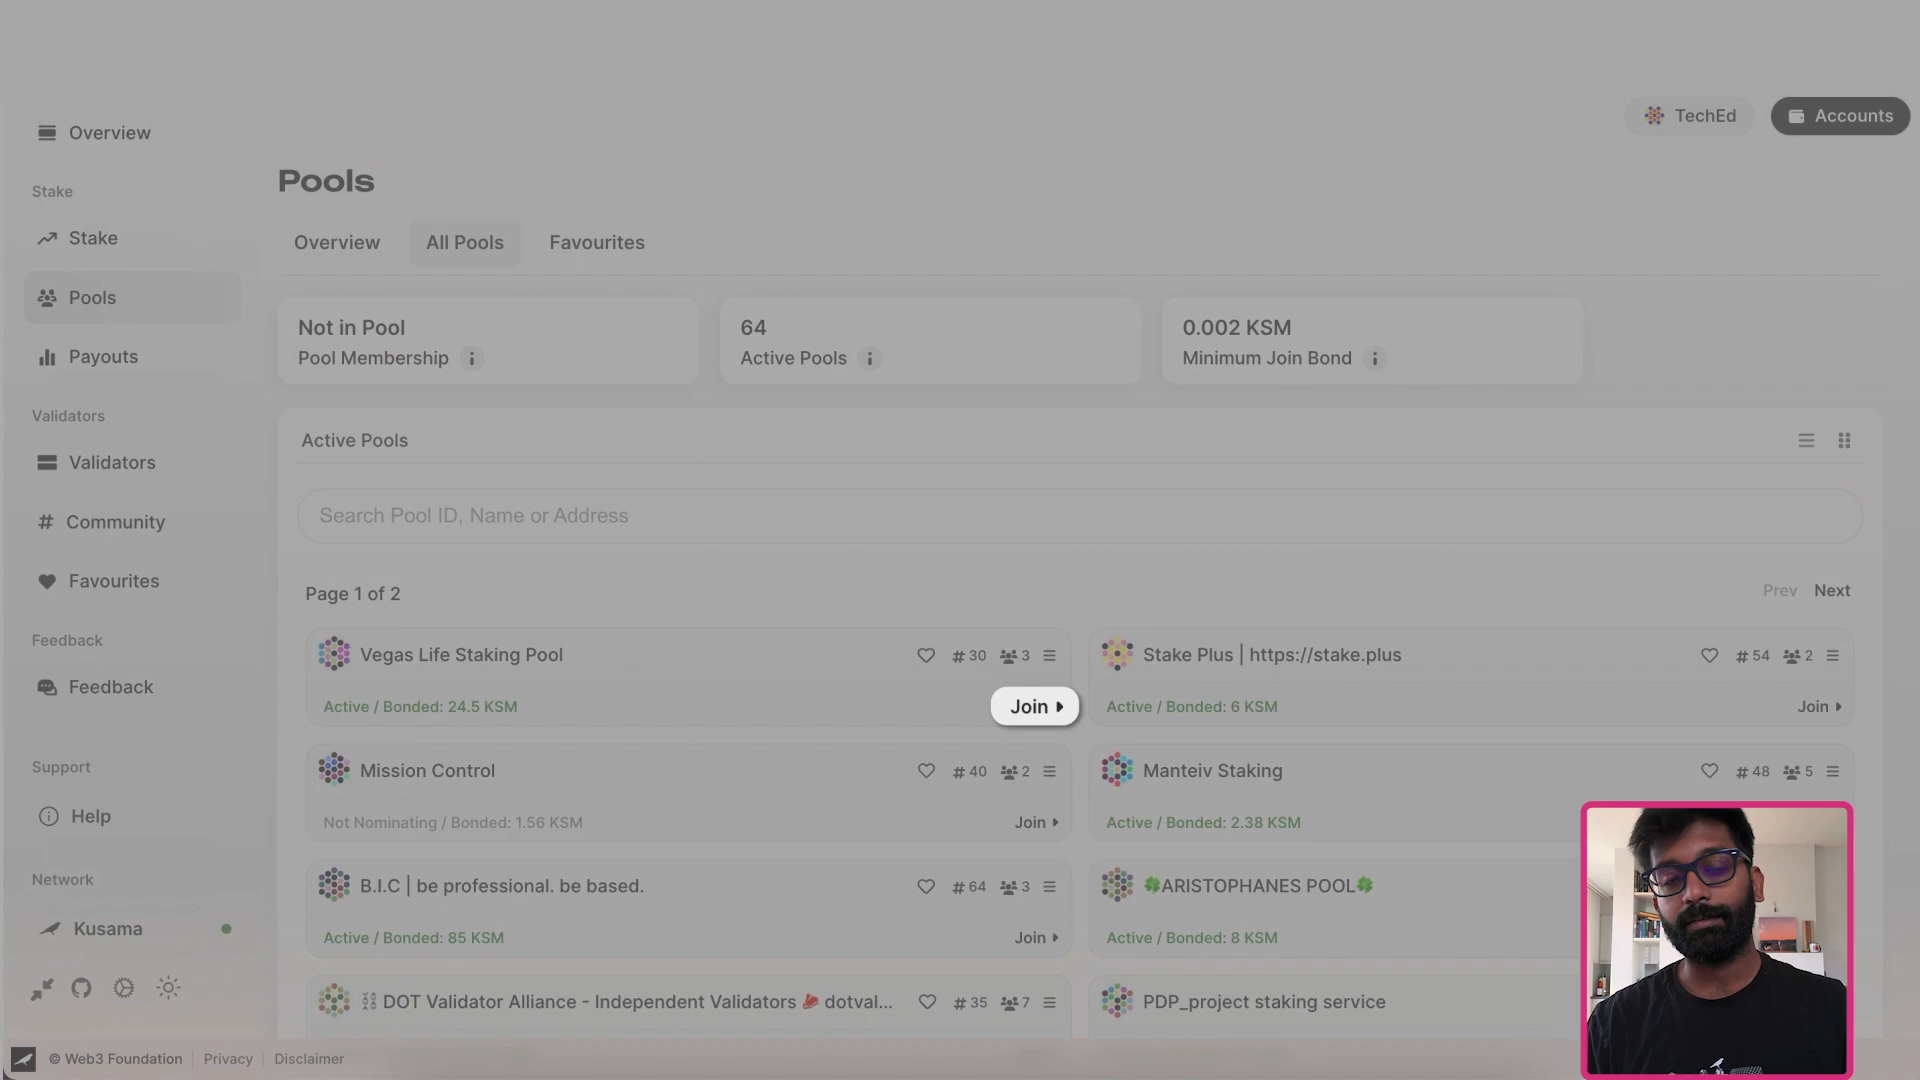 Overview
TechEd
Accounts
Stake
Pools
Stake
Overview
All Pools
Favourites
Pools
Not in Pool
Pool Membership
64
Active Pools
0.002 KSM
Minimum Join Bond
Payouts
Validators
Active Pools
Validators
Search Pool ID, Name or Address
Community
Favourites
Page 1 of 2
Prev Next
Feedback
Vegas Life Staking Pool
#30 3
Active / Bonded: 24.5 KSM
Join
Stake Plus | https://stake.plus
#54 2
Active / Bonded: 6 KSM
Join
Feedback
Support
Mission Control
#40 2
Not Nominating / Bonded: 1.56 KSM
Join
Manteiv Staking
#48 5
Active / Bonded: 2.38 KSM
Help
Network
B.I.C | be professional. be based.
#64 3
Active / Bonded: 85 KSM
Join
🍀ARISTOPHANES POOL🍀
Active / Bonded: 8 KSM
Kusama
⛓ DOT Validator Alliance - Independent Validators dotval...
#35 7
PDP_project staking service
© Web3 Foundation | Privacy | Disclaimer